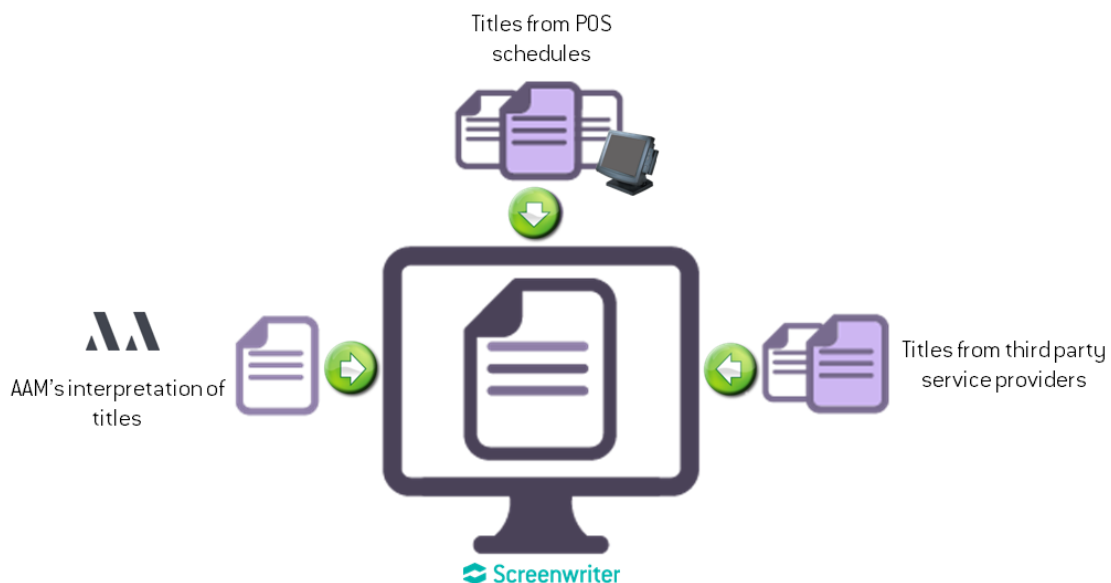 Titles from POS
schedules
AAM's interpretation of
titles
Titles from third party
service providers
Screenwriter